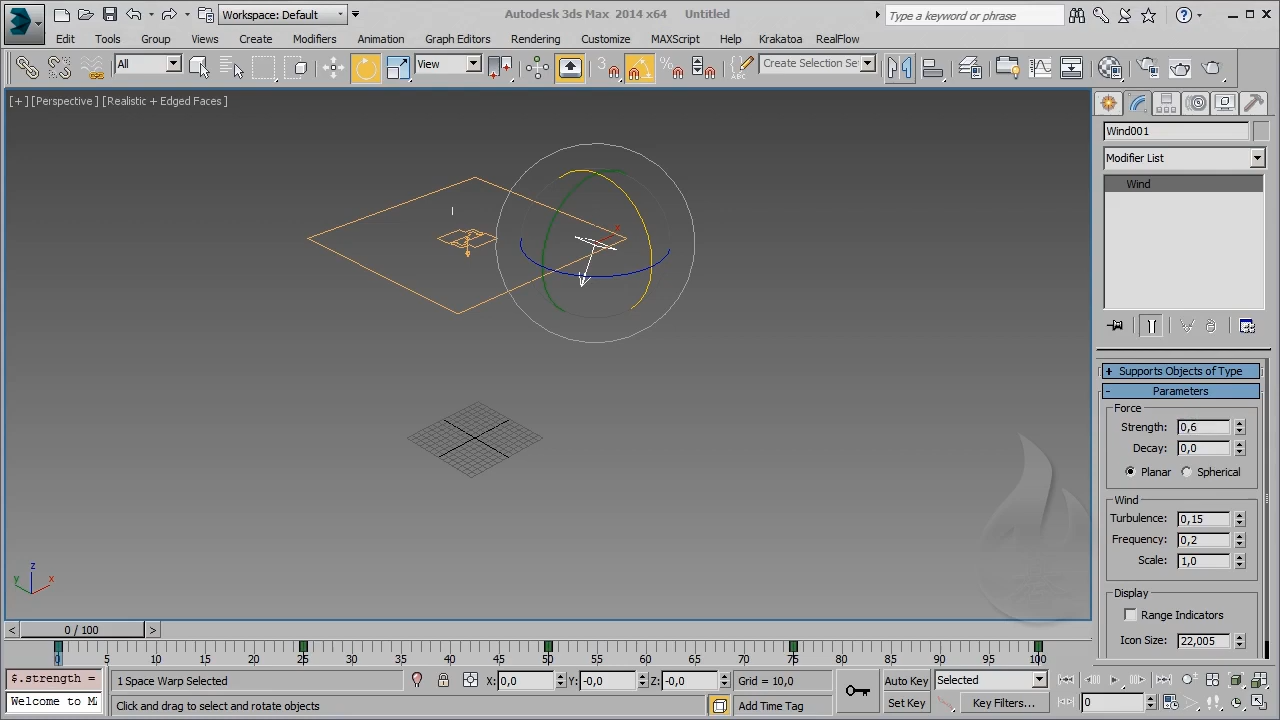 Workspace: Default
Autodesk 3ds Max  2014 x64    Untitled
Type a keyword or phrase
Edit Tools Group Views Create Modifiers Animation Graph Editors Rendering Customize MAXScript Help Krakatoa RealFlow
All
View
3
Create Selection Se
[+] [Perspective] [Realistic + Edged Faces]
Wind001
Modifier List
Wind
+ Supports Objects of Type
- Parameters
Force
Strength: 0,6
Decay: 0,0
Planar Spherical
Wind
Turbulence: 0,15
Frequency: 0,2
Scale: 1,0
Display
Range Indicators
Icon Size: 22,005
z
y x
x
< 0 / 100 >
0 5 10 15 20 25 30 35 40 45 50 55 60 65 70 75 80 85 90 95 100
$.strength =
1 Space Warp Selected
X: 0,0 Y: -0,0 Z: -0,0
Grid = 10,0
Auto Key
Selected
Welcome to M
Click and drag to select and rotate objects
Add Time Tag
Set Key
Key Filters...
0